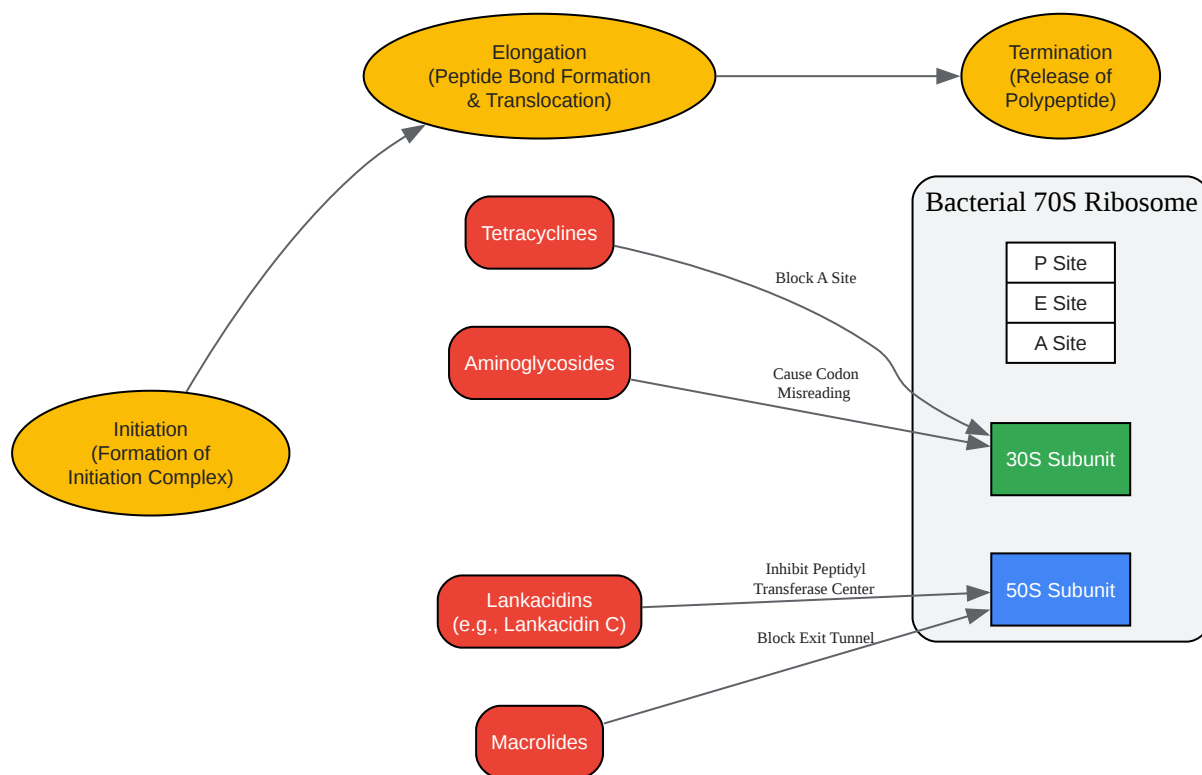 Elongation
(Peptide Bond Formation
& Translocation)
Termination
(Release of
Polypeptide)
Bacterial 70S Ribosome
Tetracyclines
Block A Site
P Site
E Site
A Site
Aminoglycosides
Cause Codon
Misreading
Initiation
(Formation of
Initiation Complex)
30S Subunit
Lankacidins
(e.g., Lankacidin C)
Inhibit Peptidyl
Transferase Center
50S Subunit
Block Exit Tunnel
Macrolides